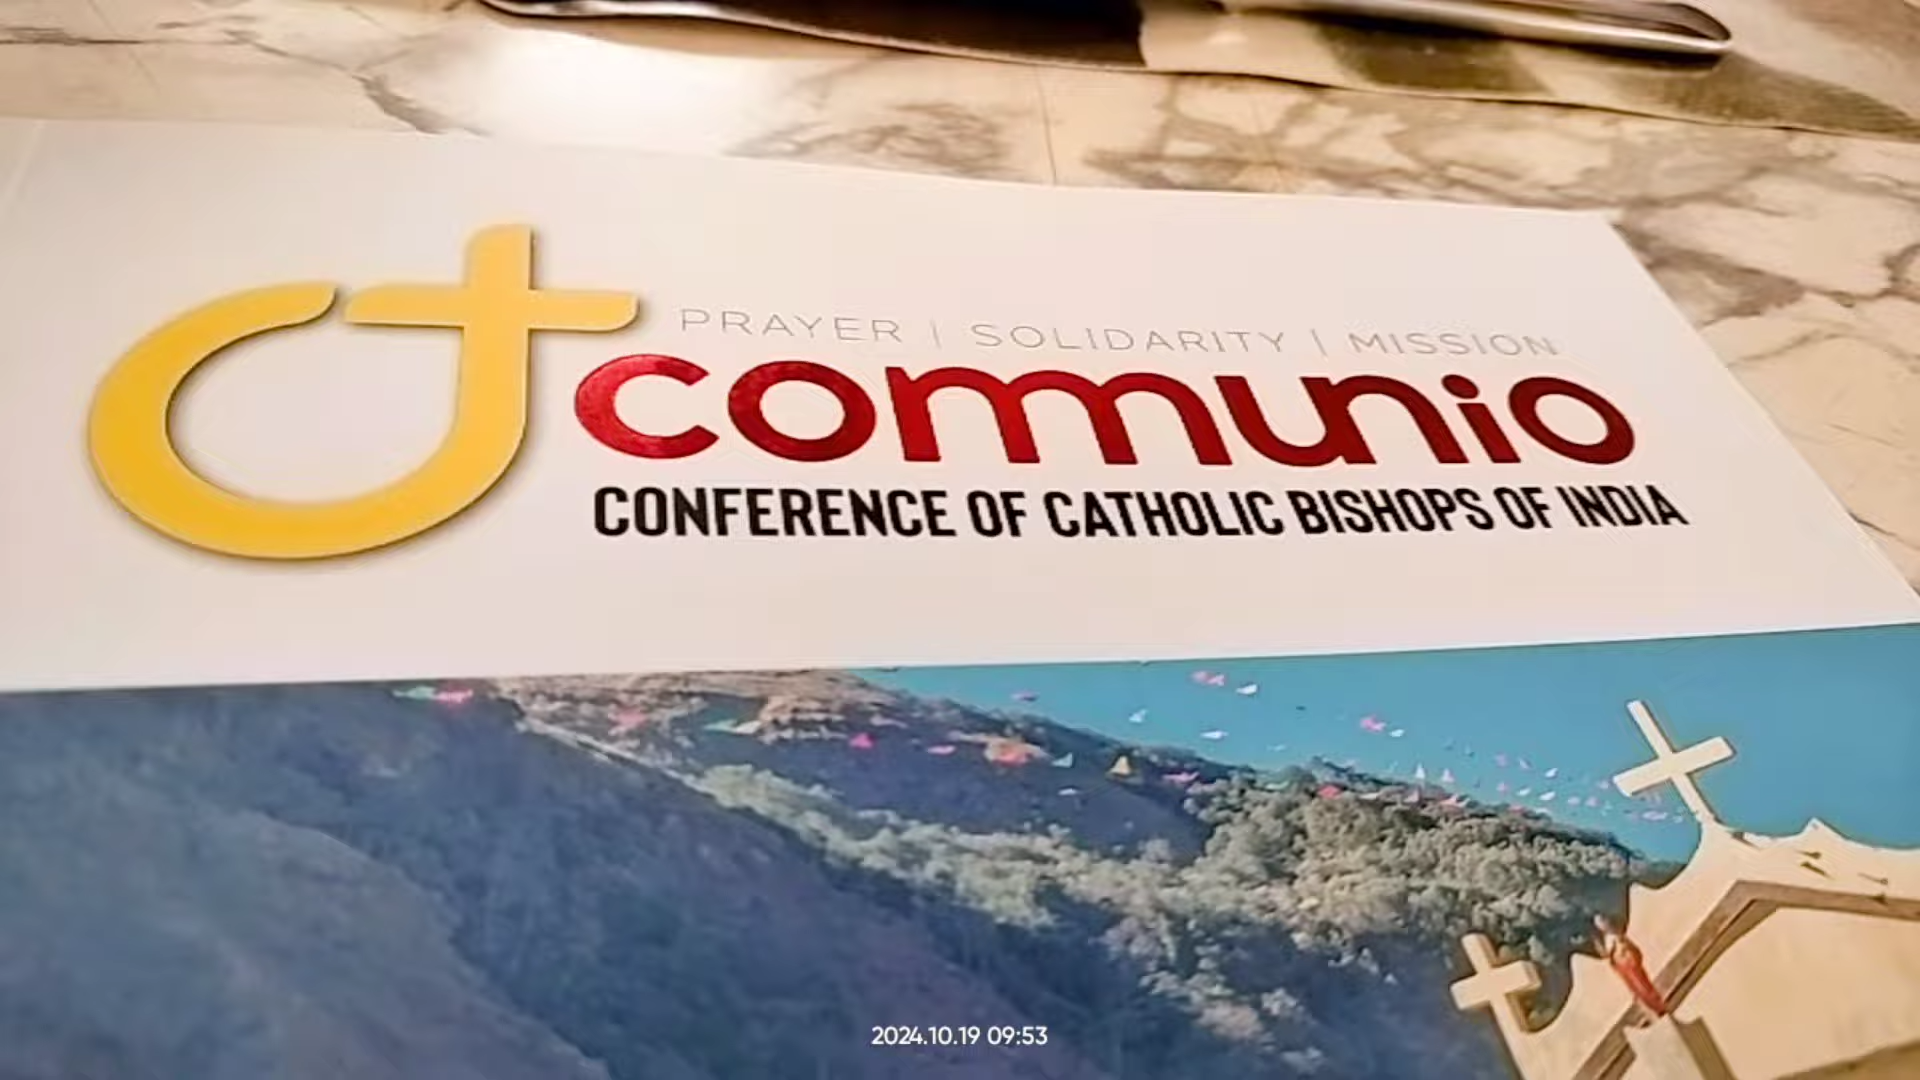 PRAYER | SOLIDARITY | MISSION
communio
CONFERENCE OF CATHOLIC BISHOPS OF INDIA
2024.10.19 09:53